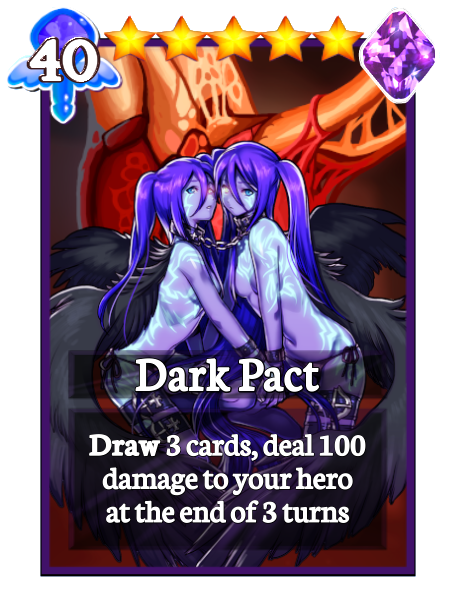 40
Dark Pact
Draw 3 cards, deal 100
damage to your hero
at the end of 3 turns